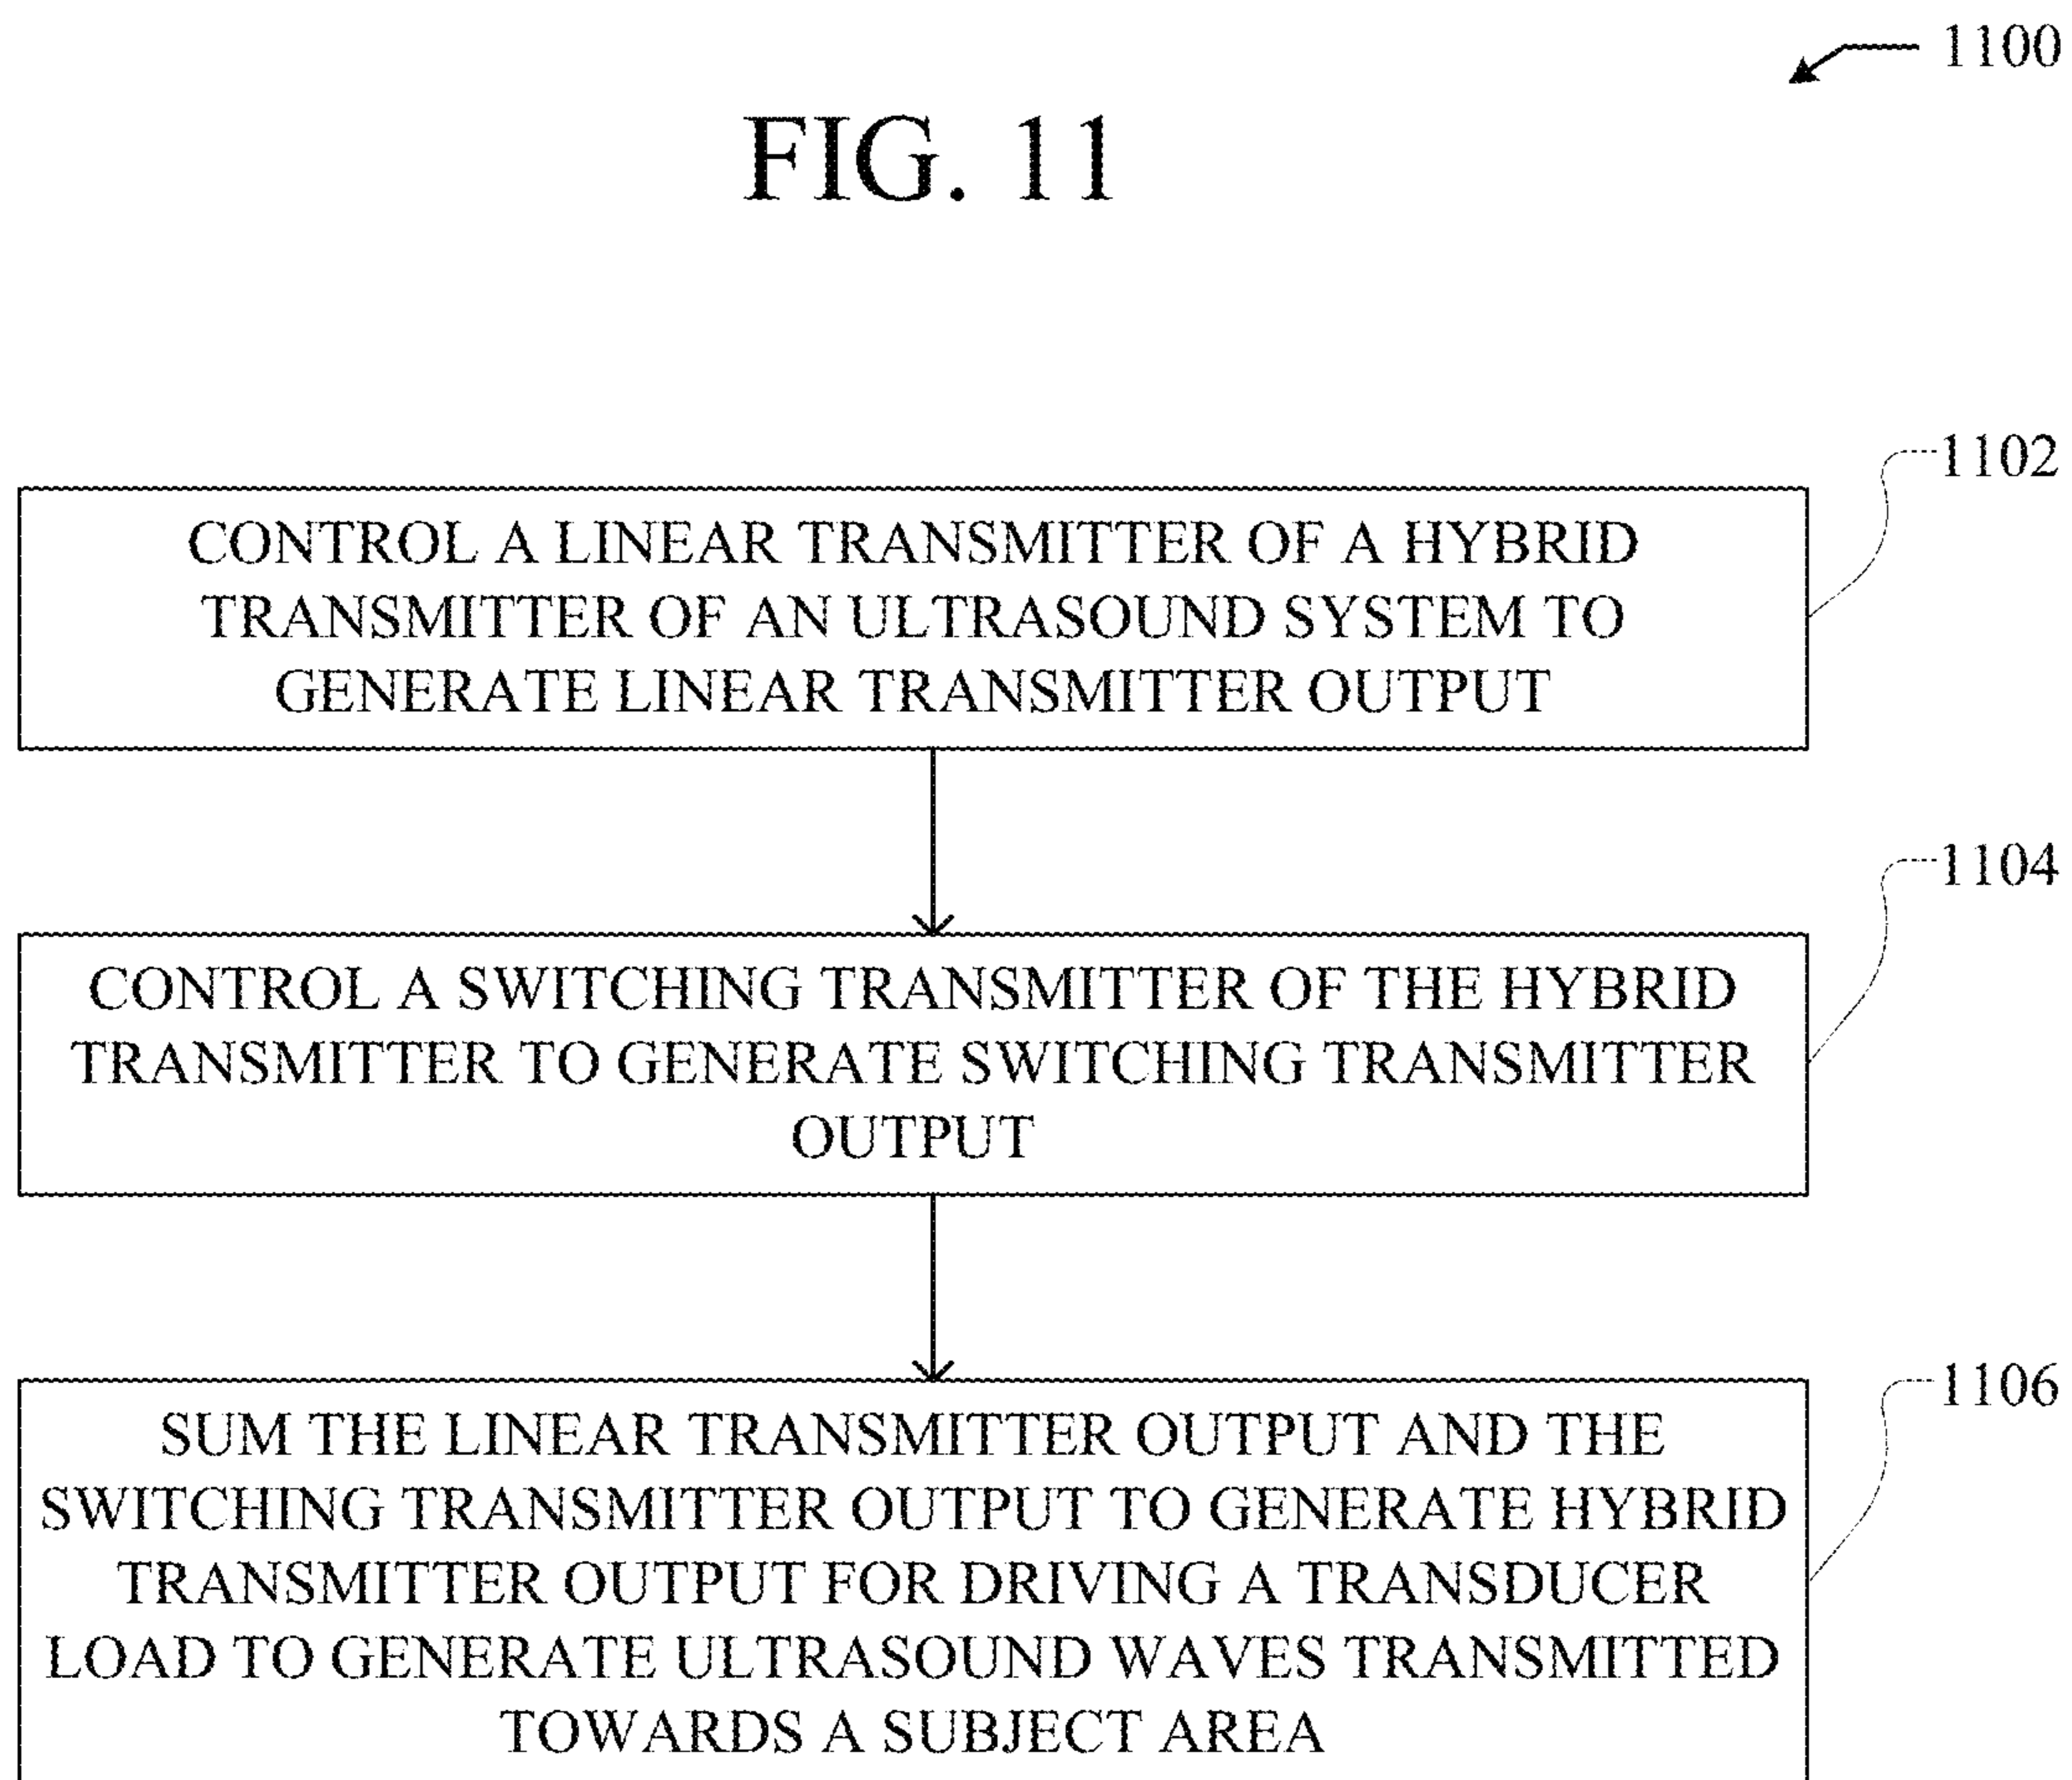 1100
FIG. 11
1102
CONTROL A LINEAR TRANSMITTER OF A HYBRID
TRANSMITTER OF AN ULTRASOUND SYSTEM TO
GENERATE LINEAR TRANSMITTER OUTPUT
1104
CONTROL A SWITCHING TRANSMITTER OF THE HYBRID
TRANSMITTER TO GENERATE SWITCHING TRANSMITTER
OUTPUT
1106
SUM THE LINEAR TRANSMITTER OUTPUT AND THE
SWITCHING TRANSMITTER OUTPUT TO GENERATE HYBRID
TRANSMITTER OUTPUT FOR DRIVING A TRANSDUCER
LOAD TO GENERATE ULTRASOUND WAVES TRANSMITTED
TOWARDS A SUBJECT AREA